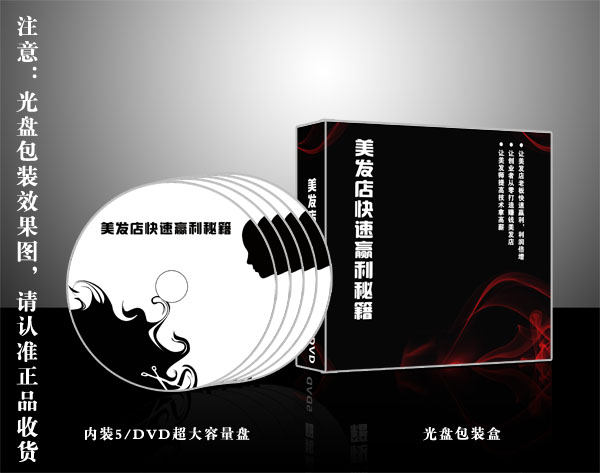 注意：光盘包装效果图，请认准正品收货
美发店快速赢利秘籍
美发店快速赢利秘籍
● 让美发店老板快速赢利，利润倍增
● 让创业者从零打造赚钱美发店
● 让美发师提高技术拿高薪
美发店
DVD
内装5/DVD超大容量盘
光盘包装盒